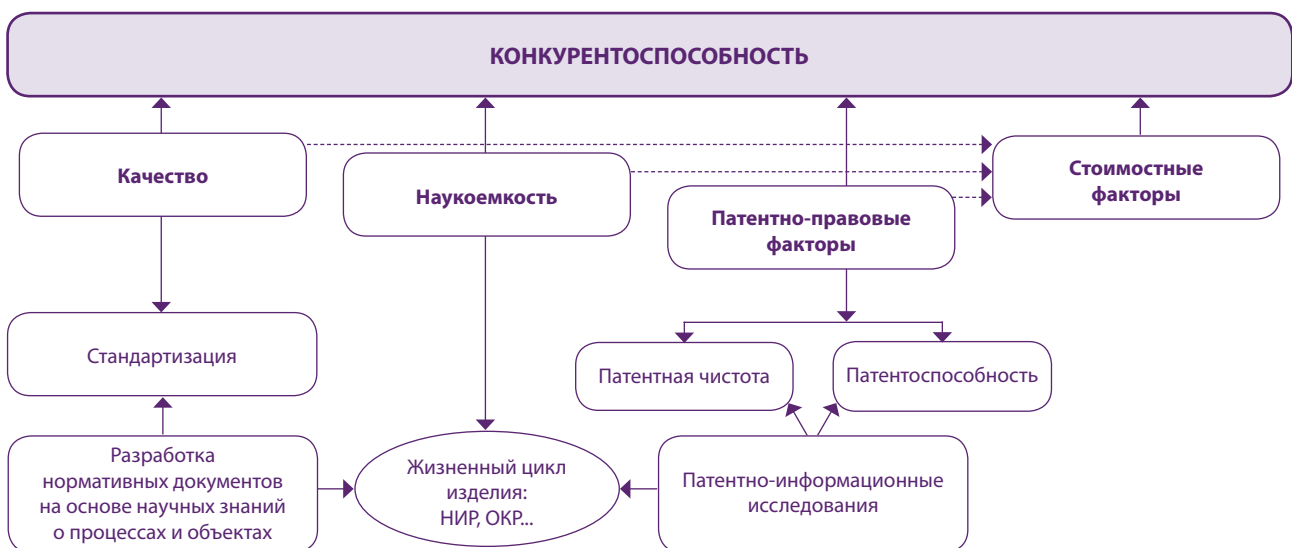 КОНКУРЕНТОСПОСОБНОСТЬ
Качество
Наукоемкость
Патентно-правовые
факторы
Стоимостные
факторы
Стандартизация
Патентная чистота
Патентоспособность
Разработка
нормативных документов
на основе научных знаний
о процессах и объектах
Жизненный цикл
изделия:
НИР, ОКР...
Патентно-информационные
исследования